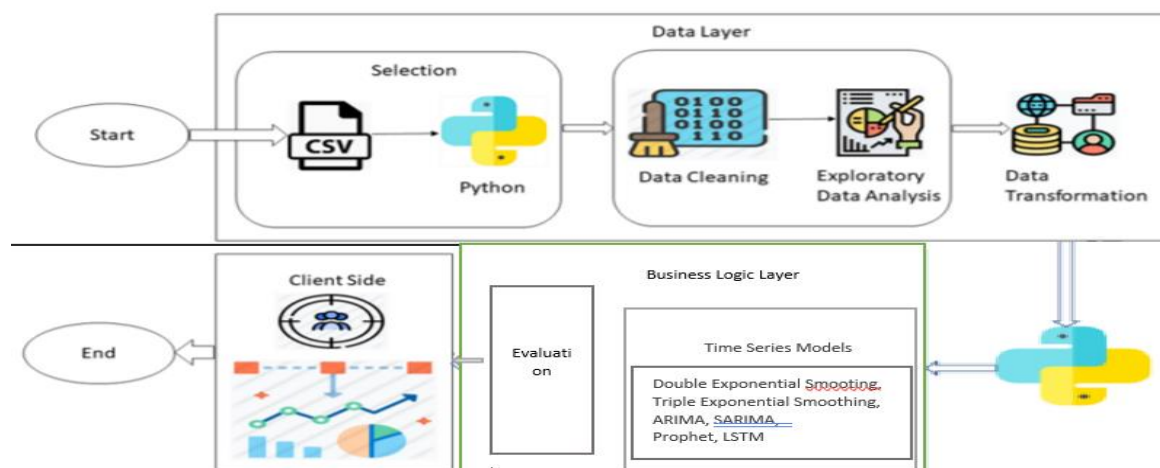 Data Layer
Selection
Start
CSV
0100
0110
0100
110
Python
Data Cleaning
Exploratory
Data Analysis
Data
Transformation
Client Side
Business Logic Layer
End
Evaluati
on
Time Series Models
Double Exponential Smooting,
Triple Exponential Smoothing,
ARIMA, SARIMA,
Prophet, LSTM